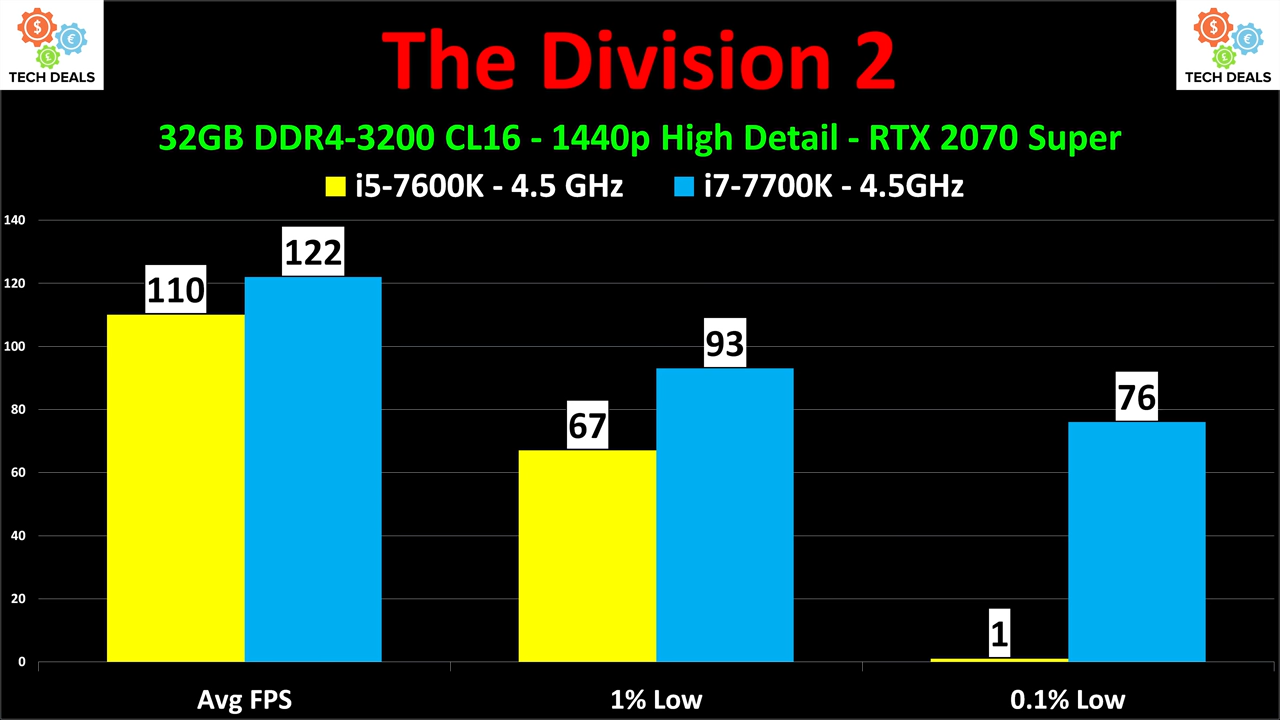 $
€
£
TECH DEALS
The Division 2
$
€
£
TECH DEALS
32GB DDR4-3200 CL16 - 1440p High Detail - RTX 2070 Super
i5-7600K - 4.5 GHz
i7-7700K - 4.5GHz
140
120
100
80
60
40
20
0
110
122
67
93
1
76
Avg FPS
1% Low
0.1% Low